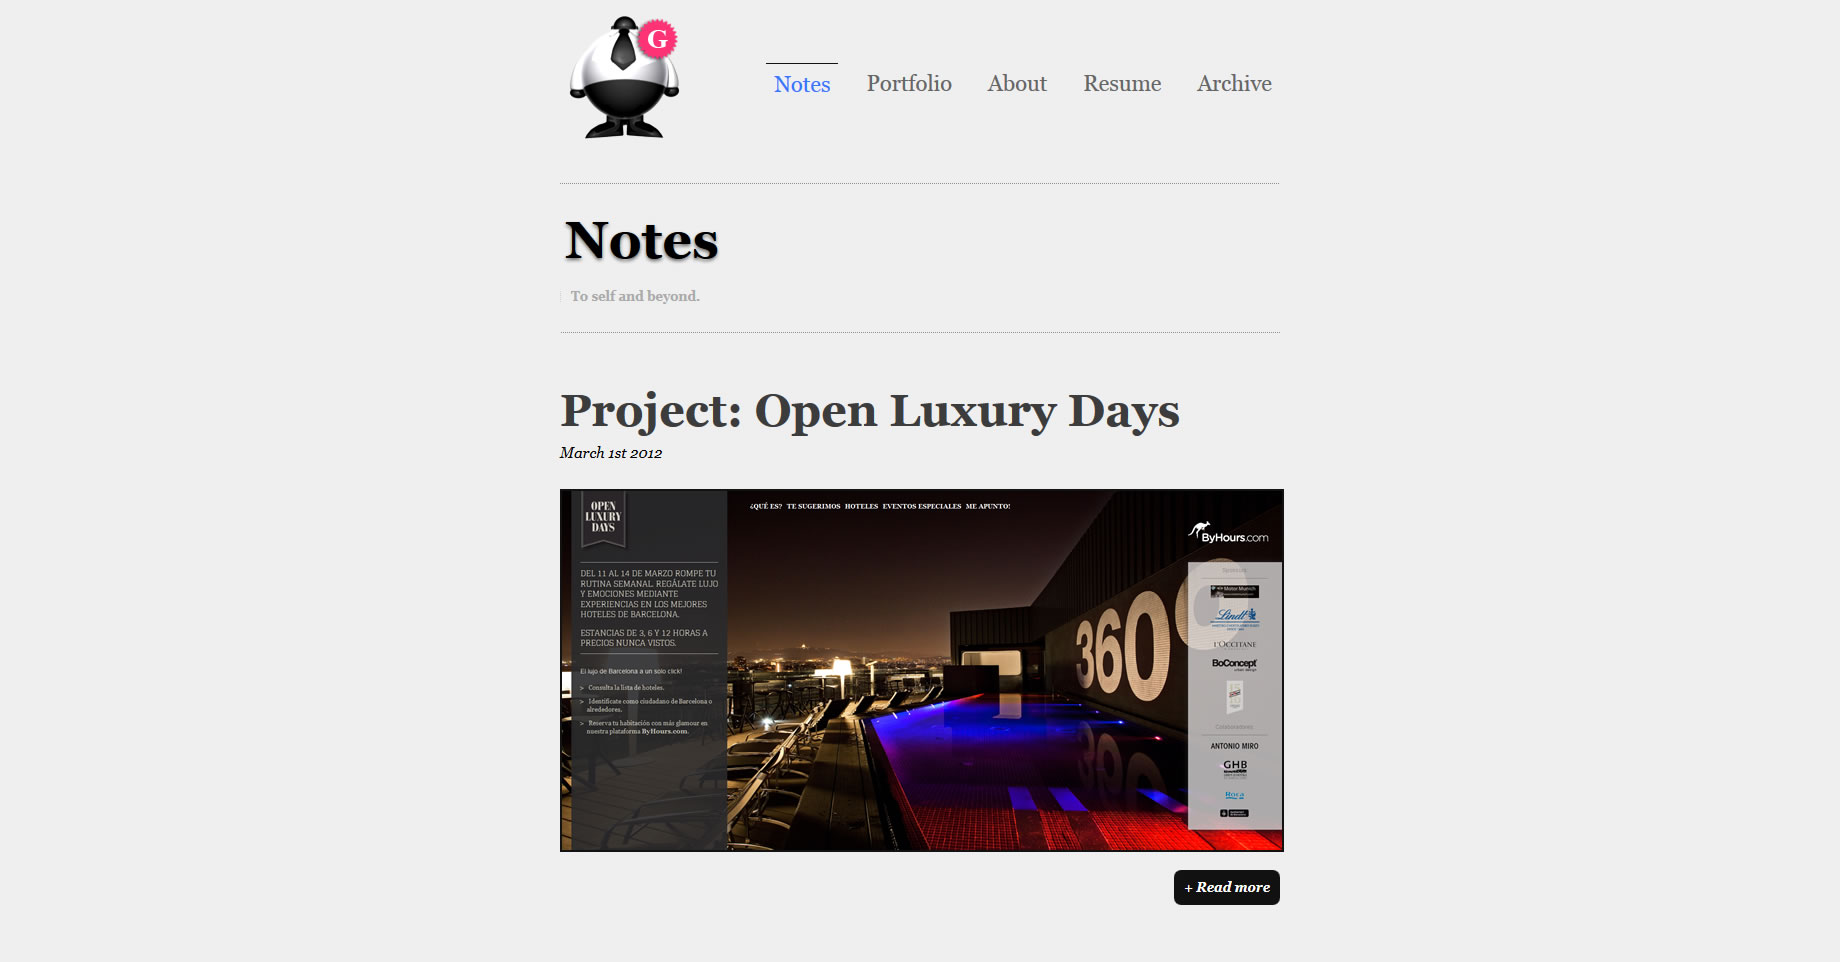 G
Notes Portfolio About Resume Archive
Notes
To self and beyond.
Project: Open Luxury Days
March 1st 2012
OPEN
LUXURY
DAYS
¿QUÉ ES? TE SUGERIMOS HOTELES EVENTOS ESPECIALES ME APUNTO!
ByHours.com
DEL 11 AL 14 DE MARZO ROMPE TU
RUTINA SEMANAL. REGÁLATE LUJO
Y EMOCIONES MEDIANTE
EXPERIENCIAS EN LOS MEJORES
HOTELES DE BARCELONA.
ESTANCIAS DE 3, 6 Y 12 HORAS A
PRECIOS NUNCA VISTOS.
El lujo de Barcelona a un solo click!
> Consulta la lista de hoteles.
> Identifícate como ciudadano de Barcelona o
alrededores.
> Reserva tu habitación con más glamour en
nuestra plataforma ByHours.com.
360º
Sponsors
Motor Munich
Lindt
L'OCCITANE
BoConcept
Colaboradores
ANTONIO MIRO
GHB
Roca
+ Read more